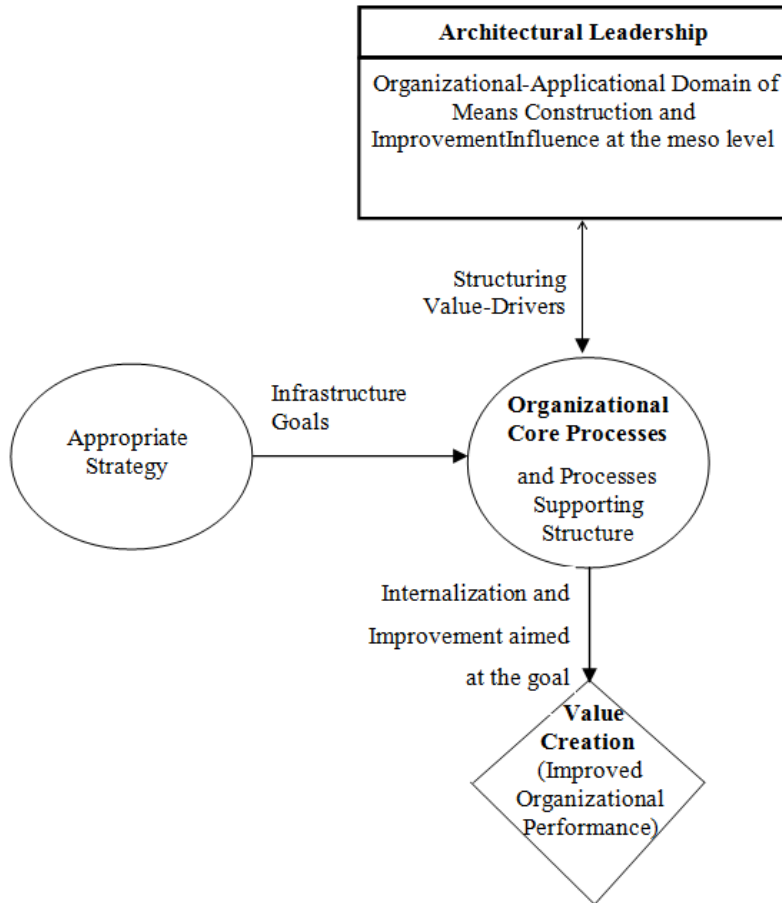 Architectural Leadership
Organizational-Applicational Domain of
Means Construction and
ImprovementInfluence at the meso level
Structuring
Value-Drivers
Infrastructure
Goals
Appropriate
Strategy
Organizational
Core Processes
and Processes
Supporting
Structure
Internalization and
Improvement aimed
at the goal
Value
Creation
(Improved
Organizational
Performance)